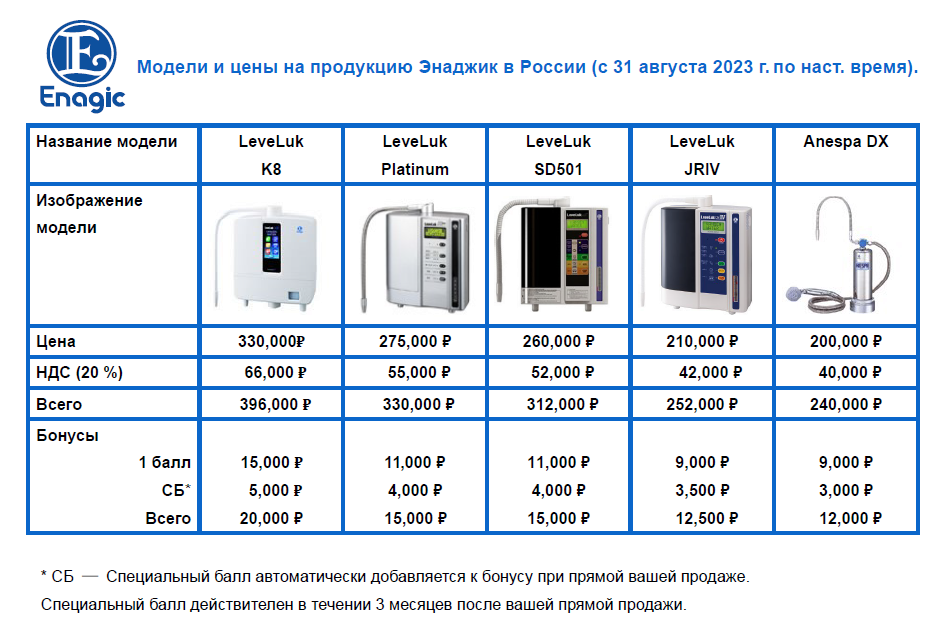 Enagic
Модели и цены на продукцию Энаджик в России (с 31 августа 2023 г. по наст. время).
Название модели LeveLuk K8 LeveLuk Platinum LeveLuk SD501 LeveLuk JRIV Anespa DX
Изображение
модели
Цена 330,000₽ 275,000 ₽ 260,000 ₽ 210,000 ₽ 200,000 ₽
НДС (20 %) 66,000 ₽ 55,000 ₽ 52,000 ₽ 42,000 ₽ 40,000 ₽
Всего 396,000 ₽ 330,000 ₽ 312,000 ₽ 252,000 ₽ 240,000 ₽
Бонусы
1 балл 15,000 ₽ 11,000 ₽ 11,000 ₽ 9,000 ₽ 9,000 ₽
СБ* 5,000 ₽ 4,000 ₽ 4,000 ₽ 3,500 ₽ 3,000 ₽
Всего 20,000 ₽ 15,000 ₽ 15,000 ₽ 12,500 ₽ 12,000 ₽
* СБ — Специальный балл автоматически добавляется к бонусу при прямой вашей продаже.
Специальный балл действителен в течении 3 месяцев после вашей прямой продажи.